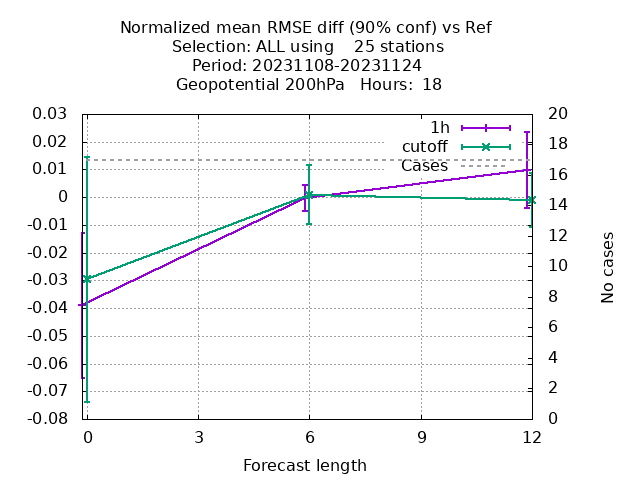 Normalized mean RMSE diff (90% conf) vs Ref
Selection: ALL using    25 stations
Period: 20231108-20231124
Geopotential 200hPa   Hours:  18
0.03
0.02
0.01
0
-0.01
-0.02
-0.03
-0.04
-0.05
-0.06
-0.07
-0.08
1h
cutoff
Cases
20
18
16
14
12
10
8
6
4
2
0
No cases
0 3 6 9 12
Forecast length